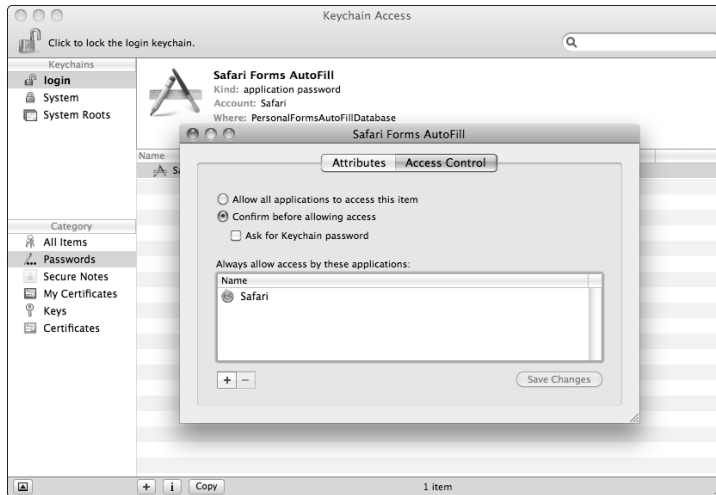 Keychain Access
Click to lock the login keychain.
Keychains
login
System
System Roots
Safari Forms AutoFill
Kind: application password
Account: Safari
Where: PersonalFormsAutoFillDatabase
Name
Category
All Items
Passwords
Secure Notes
My Certificates
Keys
Certificates
Safari Forms AutoFill
Attributes
Access Control
Allow all applications to access this item
Confirm before allowing access
Ask for Keychain password
Always allow access by these applications:
Name
Safari
+ −
Save Changes
+ i Copy
1 item